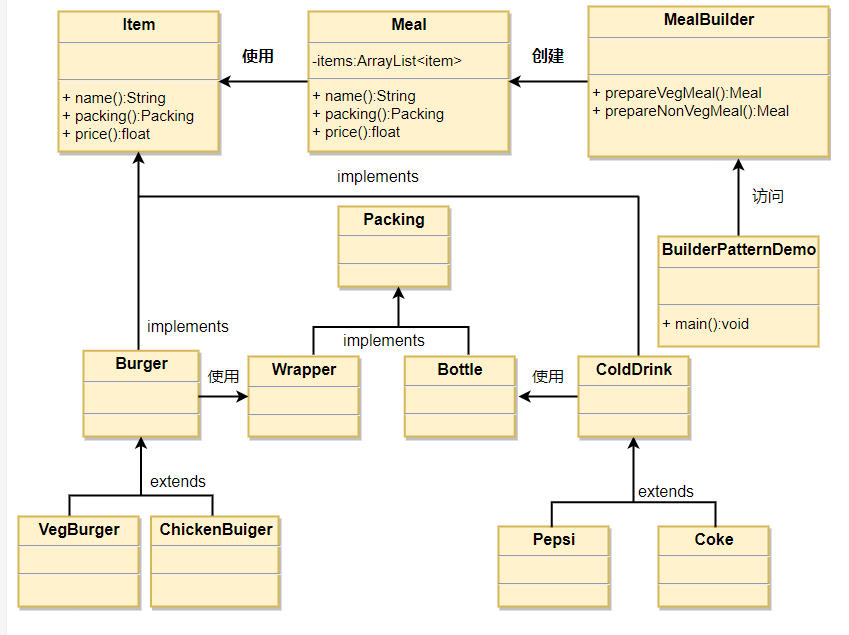 Item
+ name():String
+ packing():Packing
+ price():float
使用
Meal
-items:ArrayList<item>
+ name():String
+ packing():Packing
+ price():float
创建
MealBuilder
+ prepareVegMeal():Meal
+ prepareNonVegMeal():Meal
implements
访问
Packing
BuilderPatternDemo
+ main():void
implements
implements
Burger
使用
Wrapper
Bottle
使用
ColdDrink
extends
extends
VegBurger
ChickenBuiger
Pepsi
Coke